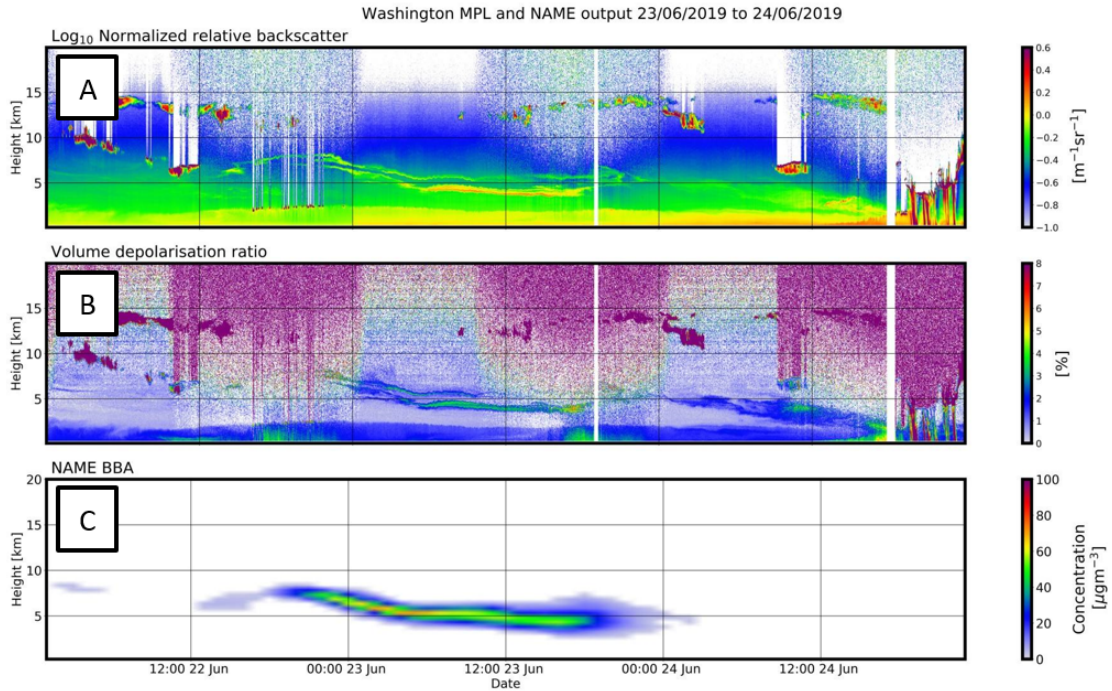 Washington MPL and NAME output 23/06/2019 to 24/06/2019
Log₁₀ Normalized relative backscatter
A
Height [km]
15
10
5
0.6
0.4
0.2
0.0
−0.2
−0.4
−0.6
−0.8
−1.0
[m⁻¹sr⁻¹]
Volume depolarisation ratio
B
Height [km]
15
10
5
8
7
6
5
4
3
2
1
0
[%]
NAME BBA
C
Height [km]
20
15
10
5
0
100
80
60
40
20
0
Concentration
[μgm⁻³]
12:00 22 Jun
00:00 23 Jun
12:00 23 Jun
00:00 24 Jun
12:00 24 Jun
Date